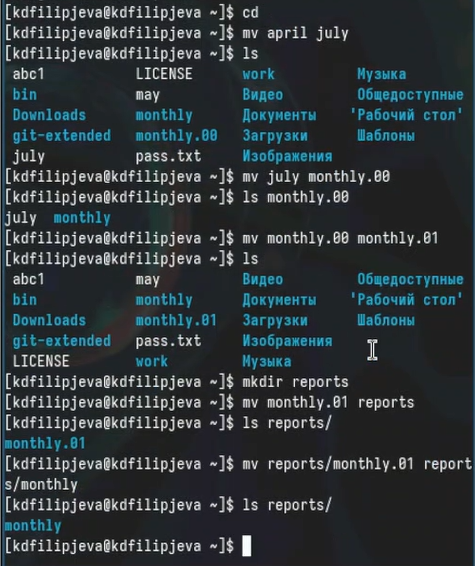 [kdfilipjeva@kdfilipjeva ~]$ cd
[kdfilipjeva@kdfilipjeva ~]$ mv april july
[kdfilipjeva@kdfilipjeva ~]$ ls
abc1 LICENSE work Музыка
bin may Видео Общедоступные
Downloads monthly Документы 'Рабочий стол'
git-extended monthly.00 Загрузки Шаблоны
july pass.txt Изображения
[kdfilipjeva@kdfilipjeva ~]$ mv july monthly.00
[kdfilipjeva@kdfilipjeva ~]$ ls monthly.00
july monthly
[kdfilipjeva@kdfilipjeva ~]$ mv monthly.00 monthly.01
[kdfilipjeva@kdfilipjeva ~]$ ls
abc1 may Видео Общедоступные
bin monthly Документы 'Рабочий стол'
Downloads monthly.01 Загрузки Шаблоны
git-extended pass.txt Изображения
LICENSE work Музыка
[kdfilipjeva@kdfilipjeva ~]$ mkdir reports
[kdfilipjeva@kdfilipjeva ~]$ mv monthly.01 reports
[kdfilipjeva@kdfilipjeva ~]$ ls reports/
monthly.01
[kdfilipjeva@kdfilipjeva ~]$ mv reports/monthly.01 report
s/monthly
[kdfilipjeva@kdfilipjeva ~]$ ls reports/
monthly
[kdfilipjeva@kdfilipjeva ~]$